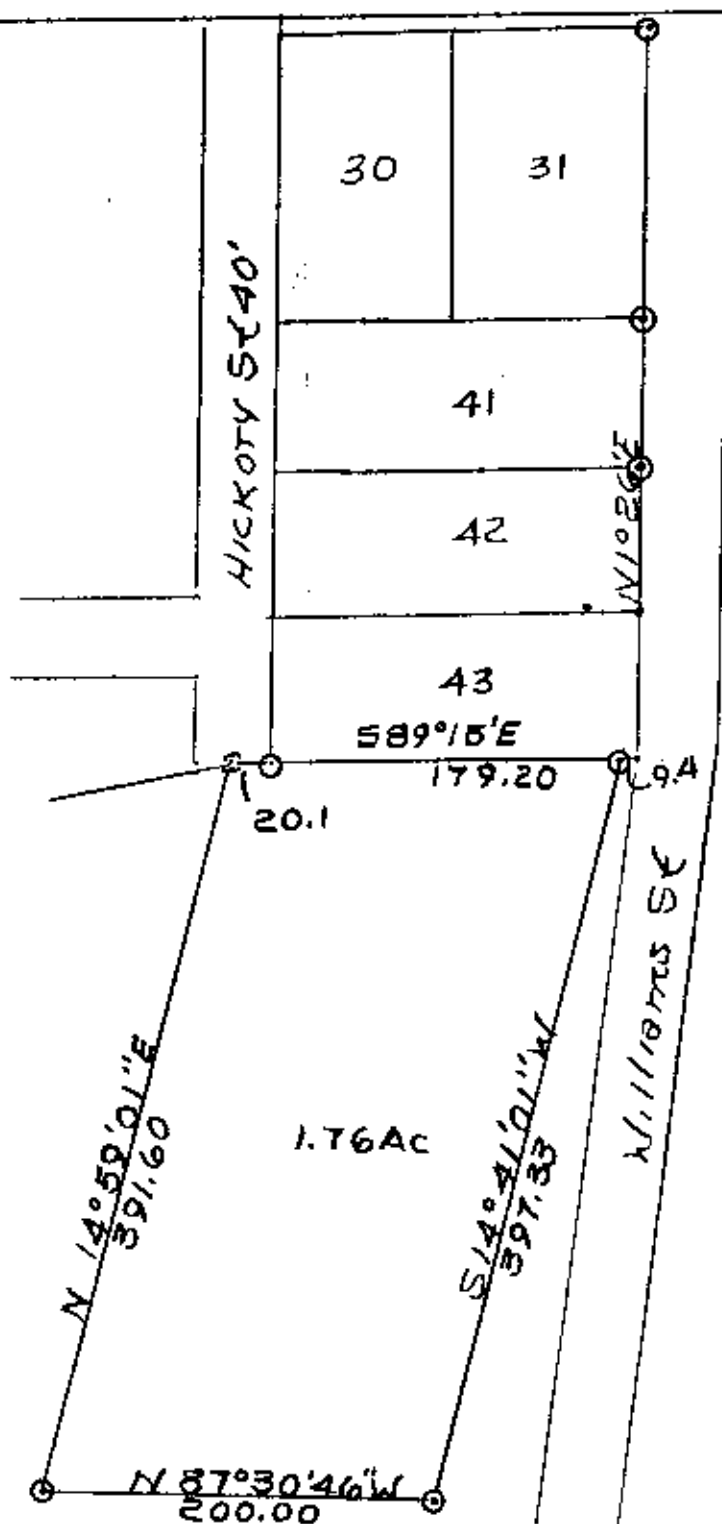 30
31
HICKOTY St 40'
41
N1°26'E
42
43
S89°15'E
179.20
9.4
20.1
Williams St
N 14°59'01"E
391.60
1.76Ac
S14°41'01"W
397.33
N 87°30'46"W
200.00